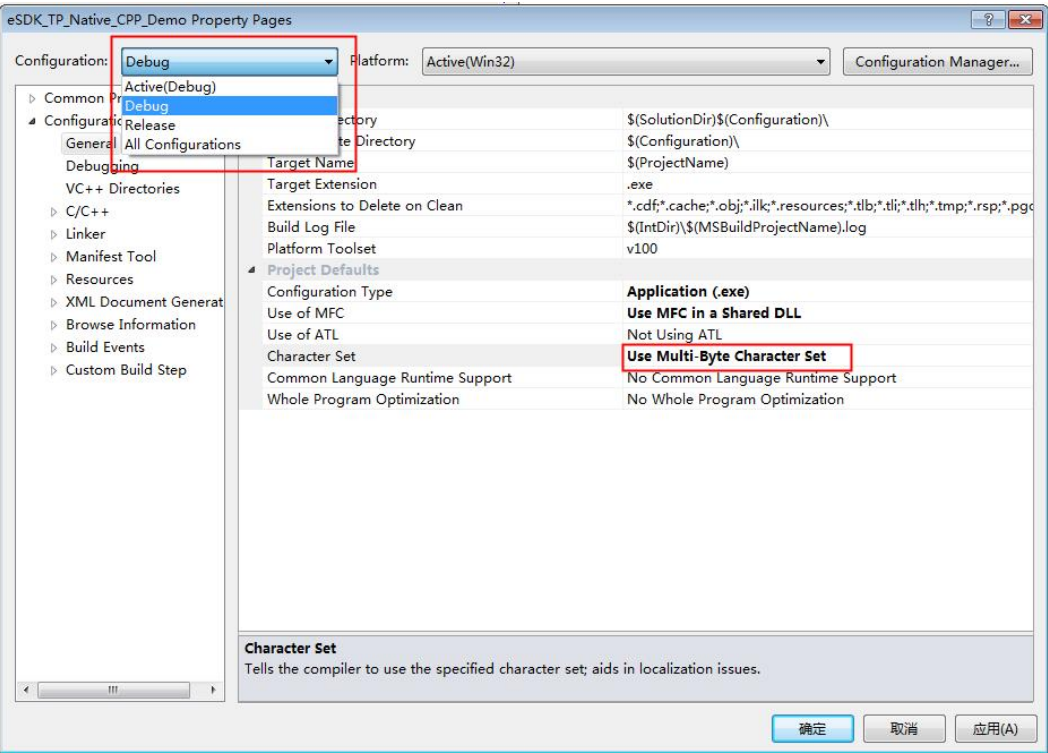 eSDK_TP_Native_CPP_Demo Property Pages
Configuration: Debug Platform: Active(Win32) Configuration Manager...
Active(Debug)
Debug
Release
All Configurations
Common Pr
Configuratic
General
Debugging
VC++ Directories
C/C++
Linker
Manifest Tool
Resources
XML Document Generat
Browse Information
Build Events
Custom Build Step
ectory $(SolutionDir)$(Configuration)\
te Directory $(Configuration)\
Target Name $(ProjectName)
Target Extension .exe
Extensions to Delete on Clean *.cdf;*.cache;*.obj;*.ilk;*.resources;*.tlb;*.tli;*.tlh;*.tmp;*.rsp;*.pgc
Build Log File $(IntDir)\$(MSBuildProjectName).log
Platform Toolset v100
Project Defaults
Configuration Type Application (.exe)
Use of MFC Use MFC in a Shared DLL
Use of ATL Not Using ATL
Character Set Use Multi-Byte Character Set
Common Language Runtime Support No Common Language Runtime Support
Whole Program Optimization No Whole Program Optimization
Character Set
Tells the compiler to use the specified character set; aids in localization issues.
确定 取消 应用(A)